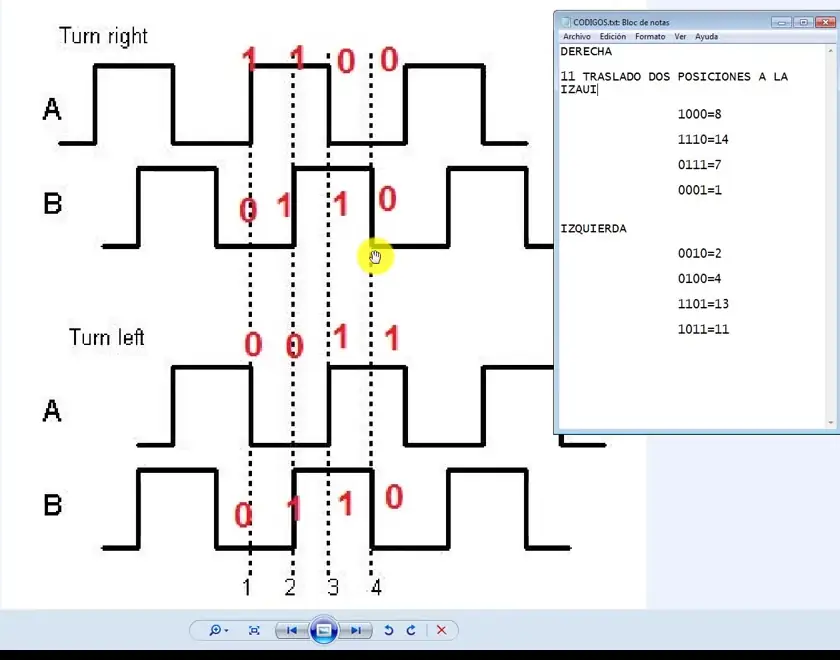 Turn right
1 1 0 0
A
B
0 1 1 0
Turn left
0 0 1 1
A
B
0 1 1 0
1 2 3 4
CODIGOS.txt: Bloc de notas
Archivo Edición Formato Ver Ayuda
DERECHA
11 TRASLADO DOS POSICIONES A LA
IZAUI
1000=8
1110=14
0111=7
0001=1
IZQUIERDA
0010=2
0100=4
1101=13
1011=11